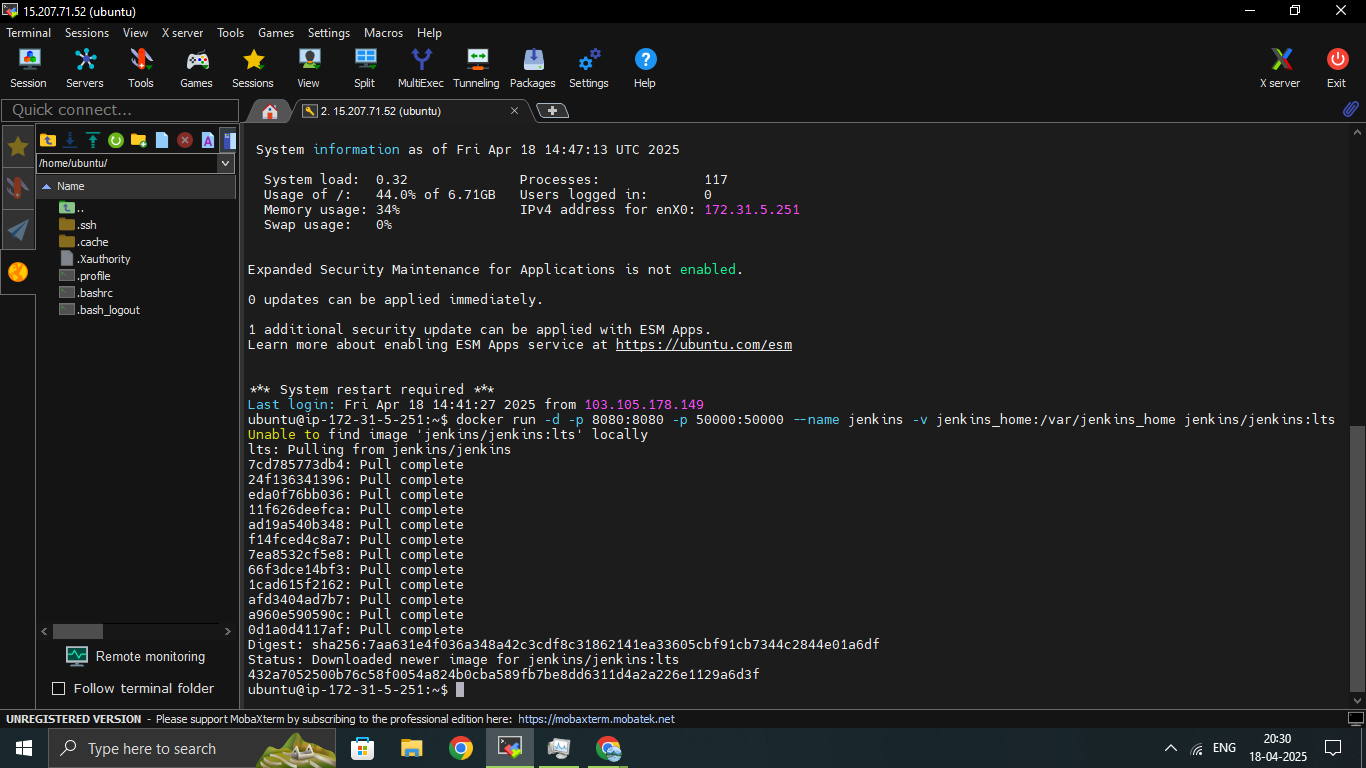 15.207.71.52 (ubuntu)
Terminal Sessions View X server Tools Games Settings Macros Help
Session Servers Tools Games Sessions View Split MultiExec Tunneling Packages Settings Help X server Exit
Quick connect...
2. 15.207.71.52 (ubuntu)
/home/ubuntu/
Name
..
.ssh
.cache
.Xauthority
.profile
.bashrc
.bash_logout
Remote monitoring
Follow terminal folder
System information as of Fri Apr 18 14:47:13 UTC 2025
System load: 0.32 Processes: 117
Usage of /: 44.0% of 6.71GB Users logged in: 0
Memory usage: 34% IPv4 address for enX0: 172.31.5.251
Swap usage: 0%
Expanded Security Maintenance for Applications is not enabled.
0 updates can be applied immediately.
1 additional security update can be applied with ESM Apps.
Learn more about enabling ESM Apps service at https://ubuntu.com/esm
*** System restart required ***
Last login: Fri Apr 18 14:41:27 2025 from 103.105.178.149
ubuntu@ip-172-31-5-251:~$ docker run -d -p 8080:8080 -p 50000:50000 --name jenkins -v jenkins_home:/var/jenkins_home jenkins/jenkins:lts
Unable to find image 'jenkins/jenkins:lts' locally
lts: Pulling from jenkins/jenkins
7cd785773db4: Pull complete
24f136341396: Pull complete
eda0f76bb036: Pull complete
11f626deefca: Pull complete
ad19a540b348: Pull complete
f14fced4c8a7: Pull complete
7ea8532cf5e8: Pull complete
66f3dce14bf3: Pull complete
1cad615f2162: Pull complete
afd3404ad7b7: Pull complete
a960e590590c: Pull complete
0d1a0d4117af: Pull complete
Digest: sha256:7aa631e4f036a348a42c3cdf8c31862141ea33605cbf91cb7344c2844e01a6df
Status: Downloaded newer image for jenkins/jenkins:lts
432a7052500b76c58f0054a824b0cba589fb7be8dd6311d4a2a226e1129a6d3f
ubuntu@ip-172-31-5-251:~$
UNREGISTERED VERSION - Please support MobaXterm by subscribing to the professional edition here: https://mobaxterm.mobatek.net
Type here to search
ENG
20:30
18-04-2025